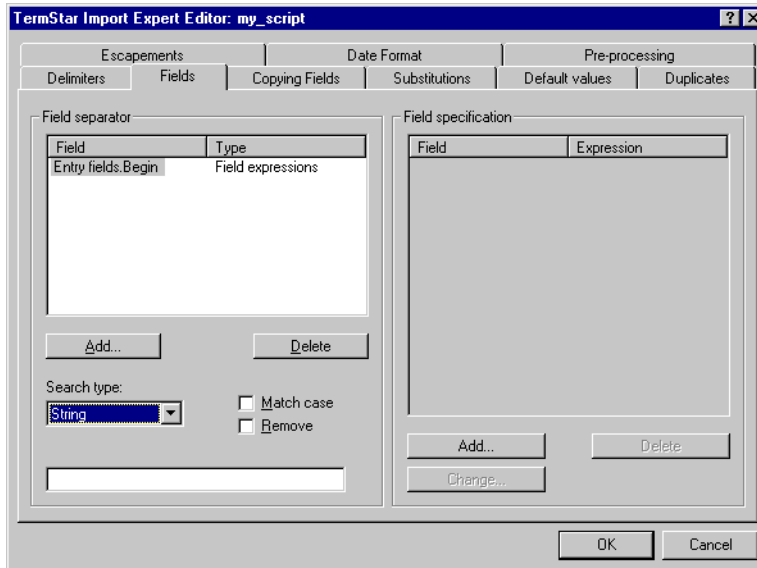 TermStar Import Expert Editor: my_script
Escapements Date Format Pre-processing
Delimiters Fields Copying Fields Substitutions Default values Duplicates
Field separator
Field Type
Entry fields.Begin Field expressions
Add... Delete
Search type:
String
Match case
Remove
Field specification
Field Expression
Add... Delete
Change...
OK Cancel